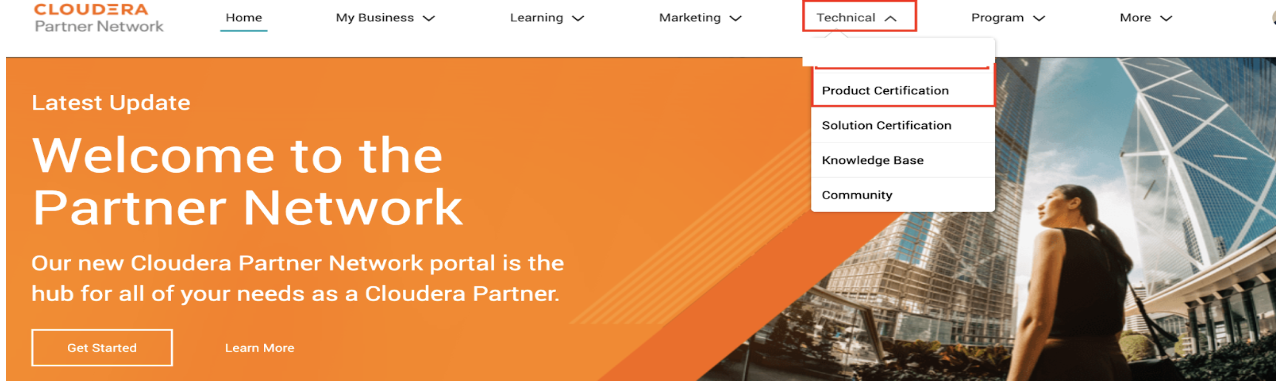 CLOUDERA
Partner Network
Home
My Business
Learning
Marketing
Technical
Program
More
Product Certification
Solution Certification
Knowledge Base
Community
Latest Update
Welcome to the
Partner Network
Our new Cloudera Partner Network portal is the
hub for all of your needs as a Cloudera Partner.
Get Started
Learn More